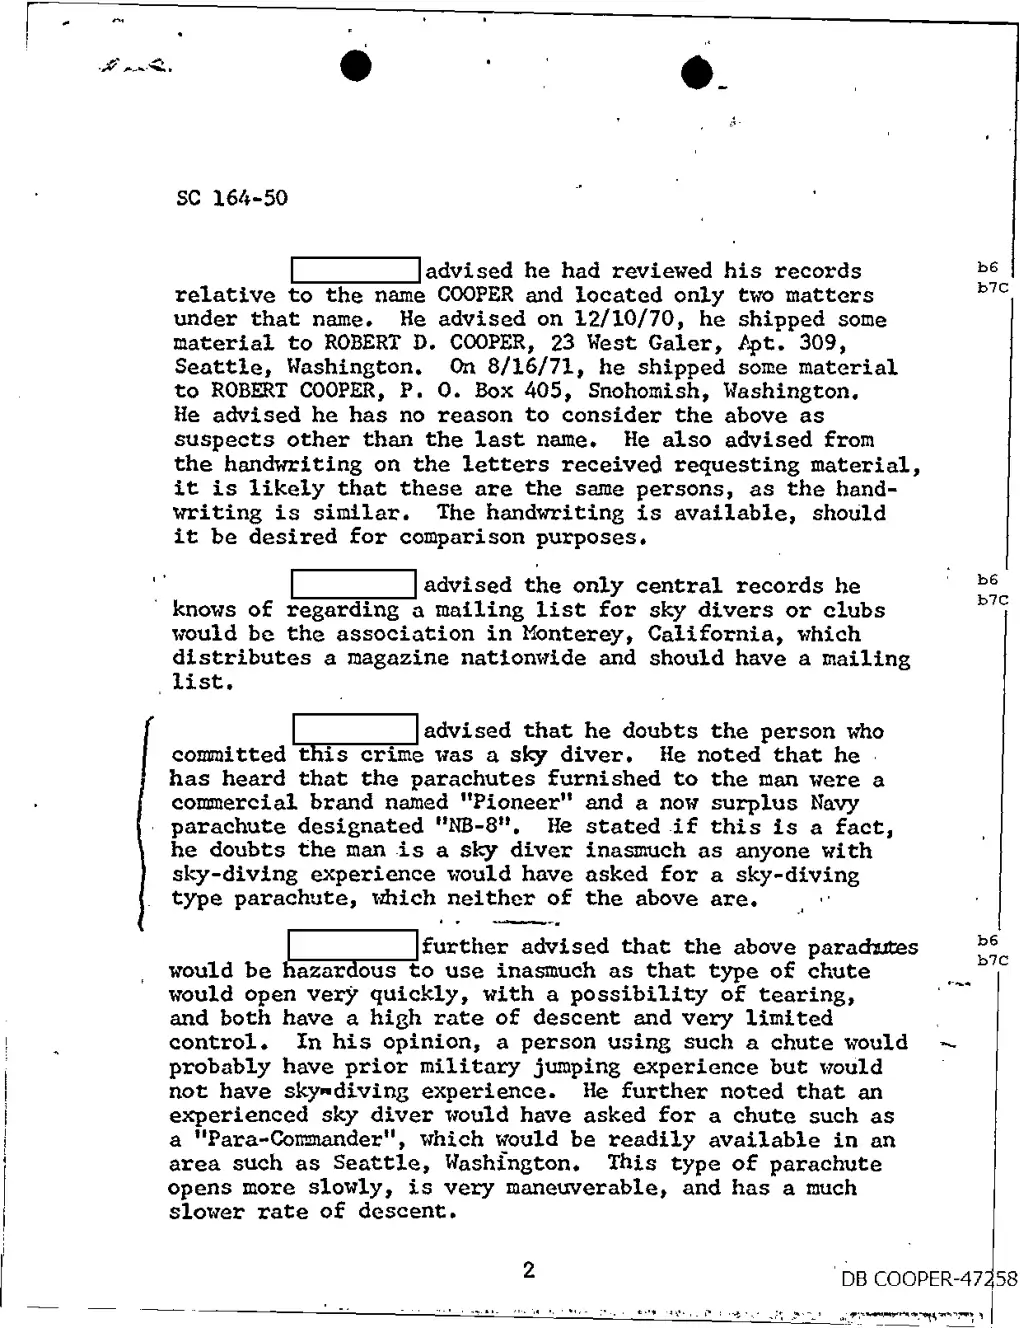 SC 164-50
advised he had reviewed his records
b6
relative to the name COOPER and located only two matters
b7C
under that name. He advised on 12/10/70, he shipped some
material to ROBERT D. COOPER, 23 West Galer, Apt. 309,
Seattle, Washington. On 8/16/71, he shipped some material
to ROBERT COOPER, P. O. Box 405, Snohomish, Washington.
He advised he has no reason to consider the above as
suspects other than the last name. He also advised from
the handwriting on the letters received requesting material,
it is likely that these are the same persons, as the hand-
writing is similar. The handwriting is available, should
it be desired for comparison purposes.
advised the only central records he
b6
knows of regarding a mailing list for sky divers or clubs
b7C
would be the association in Monterey, California, which
distributes a magazine nationwide and should have a mailing
list.
advised that he doubts the person who
committed this crime was a sky diver. He noted that he
has heard that the parachutes furnished to the man were a
commercial brand named "Pioneer" and a now surplus Navy
parachute designated "NB-8". He stated if this is a fact,
he doubts the man is a sky diver inasmuch as anyone with
sky-diving experience would have asked for a sky-diving
type parachute, which neither of the above are.
further advised that the above parachutes
b6
would be hazardous to use inasmuch as that type of chute
b7C
would open very quickly, with a possibility of tearing,
and both have a high rate of descent and very limited
control. In his opinion, a person using such a chute would
probably have prior military jumping experience but would
not have sky-diving experience. He further noted that an
experienced sky diver would have asked for a chute such as
a "Para-Commander", which would be readily available in an
area such as Seattle, Washington. This type of parachute
opens more slowly, is very maneuverable, and has a much
slower rate of descent.
2
DB COOPER-47258